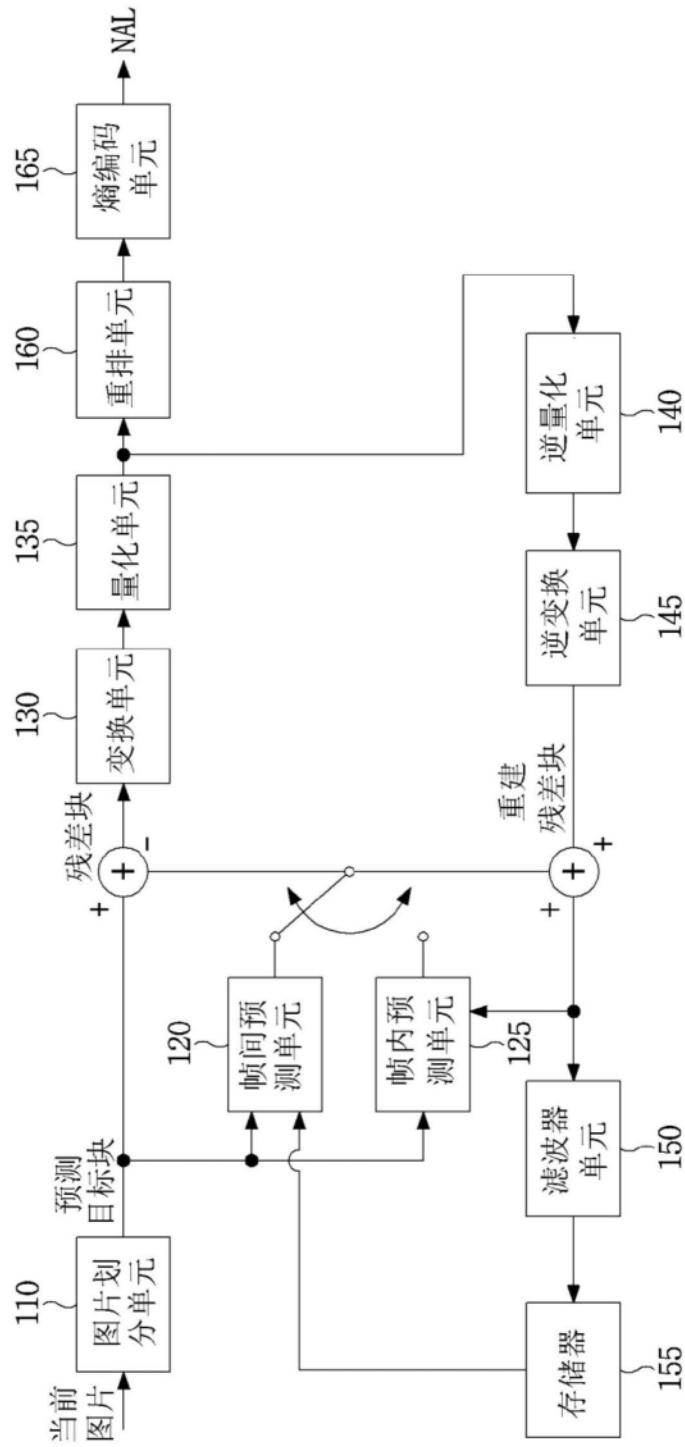 当前
图片
110
图片划
分单元
预测
目标块
+
+
-
残差块
130
变换单元
135
量化单元
160
重排单元
165
熵编码
单元
NAL
120
帧间预
测单元
帧内预
测单元
125
存储器
155
滤波器
单元
150
+
+
+
重建
残差块
逆变换
单元
145
逆量化
单元
140